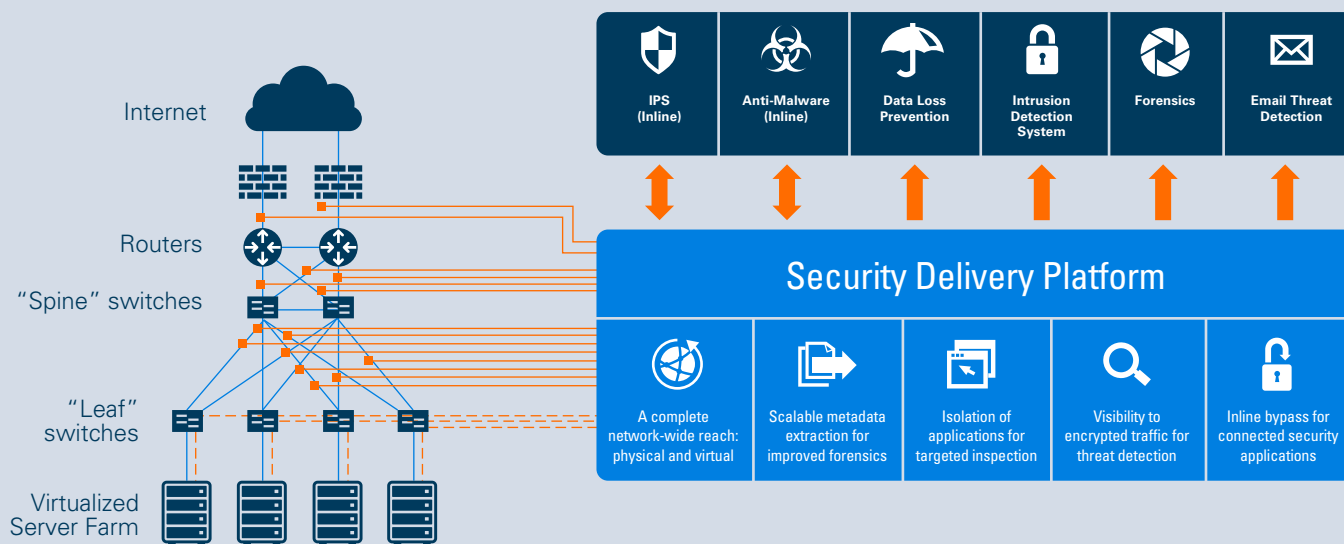 Internet
Routers
“Spine” switches
“Leaf”
switches
Virtualized
Server Farm
IPS
(Inline)
Anti-Malware
(Inline)
Data Loss
Prevention
Intrusion
Detection
System
Forensics
Email Threat
Detection
Security Delivery Platform
A complete
network-wide reach:
physical and virtual
Scalable metadata
extraction for
improved forensics
Isolation of
applications for
targeted inspection
Visibility to
encrypted traffic for
threat detection
Inline bypass for
connected security
applications